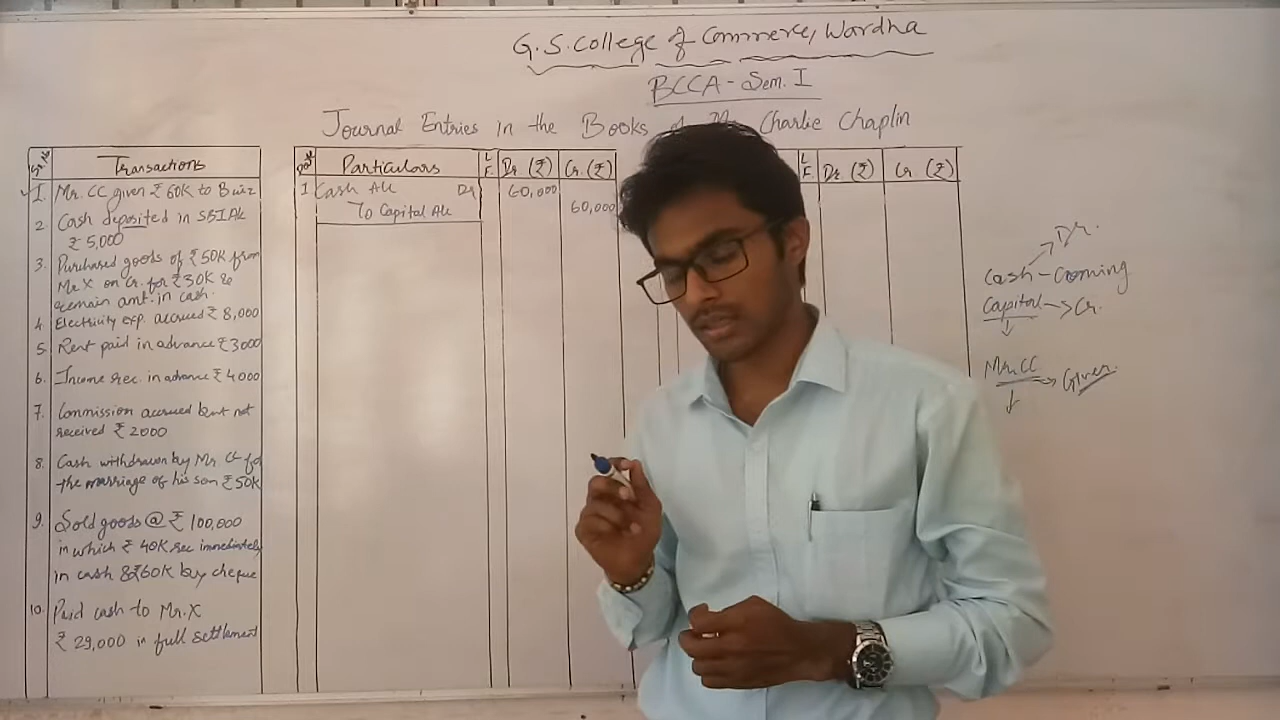 G.S. College of Commerce, Wardha
BCCA - Sem. I
Journal Entries in the Books Charlie Chaplin
Sr. No
Transactions
1. Mr. CC given ₹ 60K to Buiz
2. Cash deposited in SBI A/c
₹ 5,000
3. Purchased goods of ₹ 50K from
Mr X on Cr. for ₹ 30K &
remain amt. in cash.
4. Electricity exp. accrued ₹ 8,000
5. Rent paid in advance ₹ 3000
6. Income rec. in advance ₹ 4000
7. Commission accrued but not
received ₹ 2000
8. Cash withdrawn by Mr. CC for
the marriage of his son ₹ 50K
9. Sold goods @ ₹ 100,000
in which ₹ 40K rec immediately
in cash & ₹ 60K by cheque
10. Paid cash to Mr. X
₹ 29,000 in full settlement
Particulars
L.F.
Dr (₹)
Cr. (₹)
1 Cash A/c Dr 60,000
To Capital A/c 60,000
L.F.
Dr (₹)
Cr (₹)
Dr.
Cash - Coming
Capital → Cr.
Mr. CC → Giver